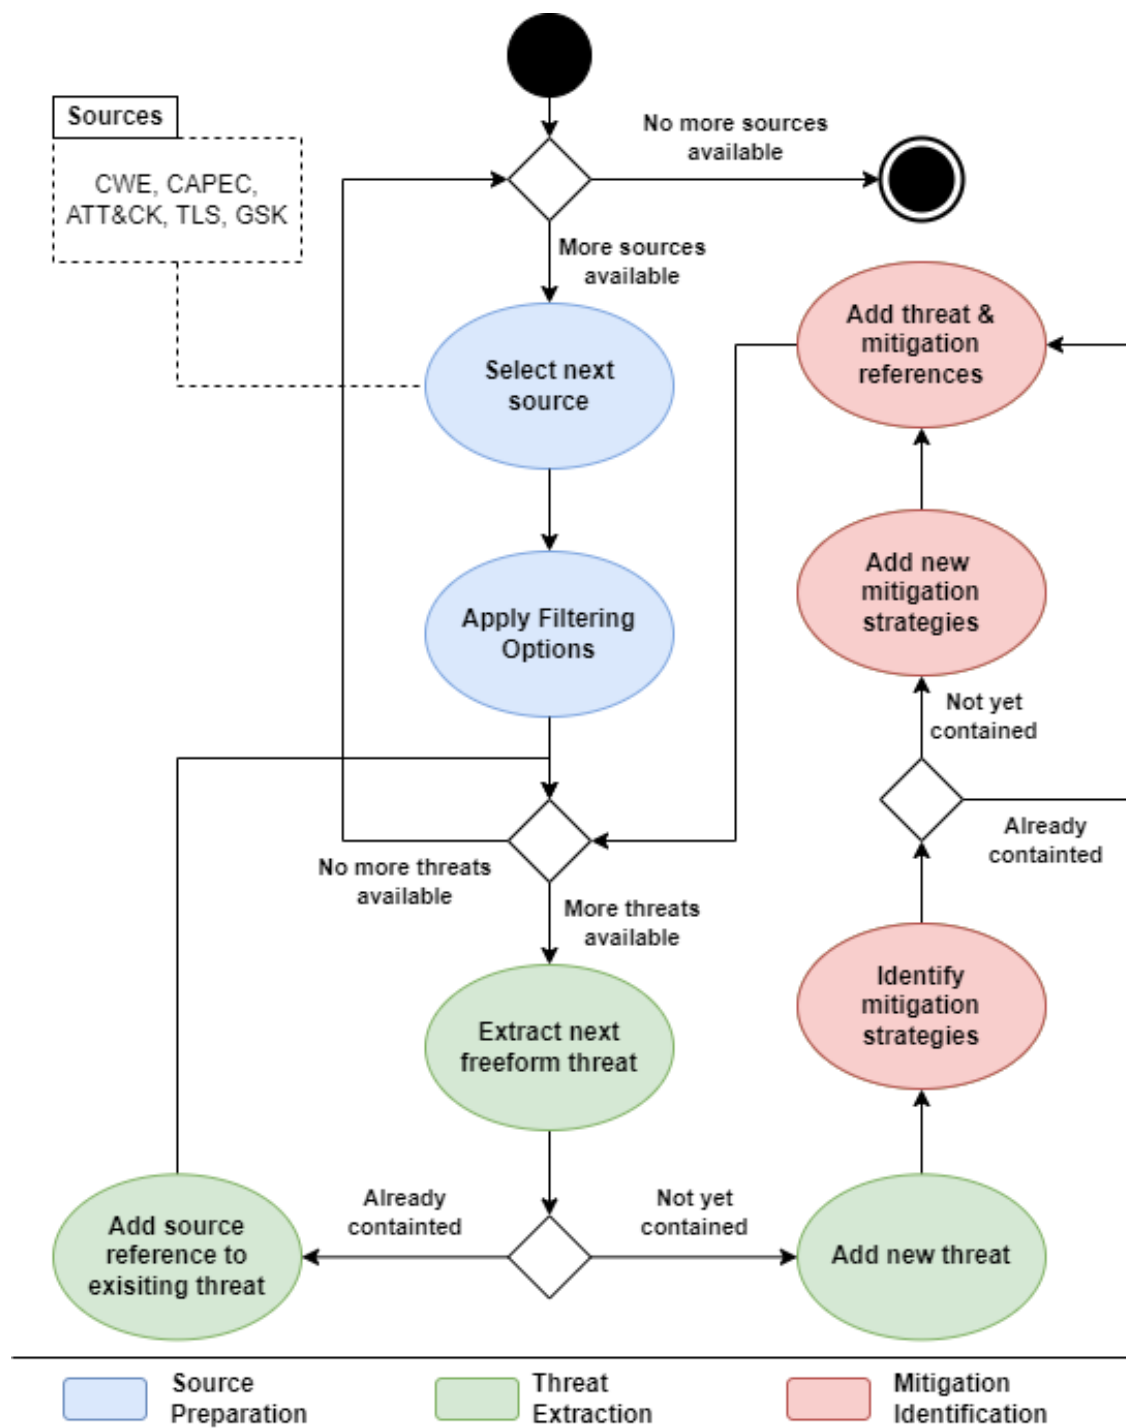 Sources
CWE, CAPEC,
ATT&CK, TLS, GSK
No more sources
available
More sources
available
Select next
source
Add threat &
mitigation
references
Apply Filtering
Options
Add new
mitigation
strategies
Not yet
contained
Already
containted
No more threats
available
More threats
available
Identify
mitigation
strategies
Extract next
freeform threat
Already
containted
Not yet
contained
Add source
reference to
exisiting threat
Add new threat
Source
Preparation
Threat
Extraction
Mitigation
Identification